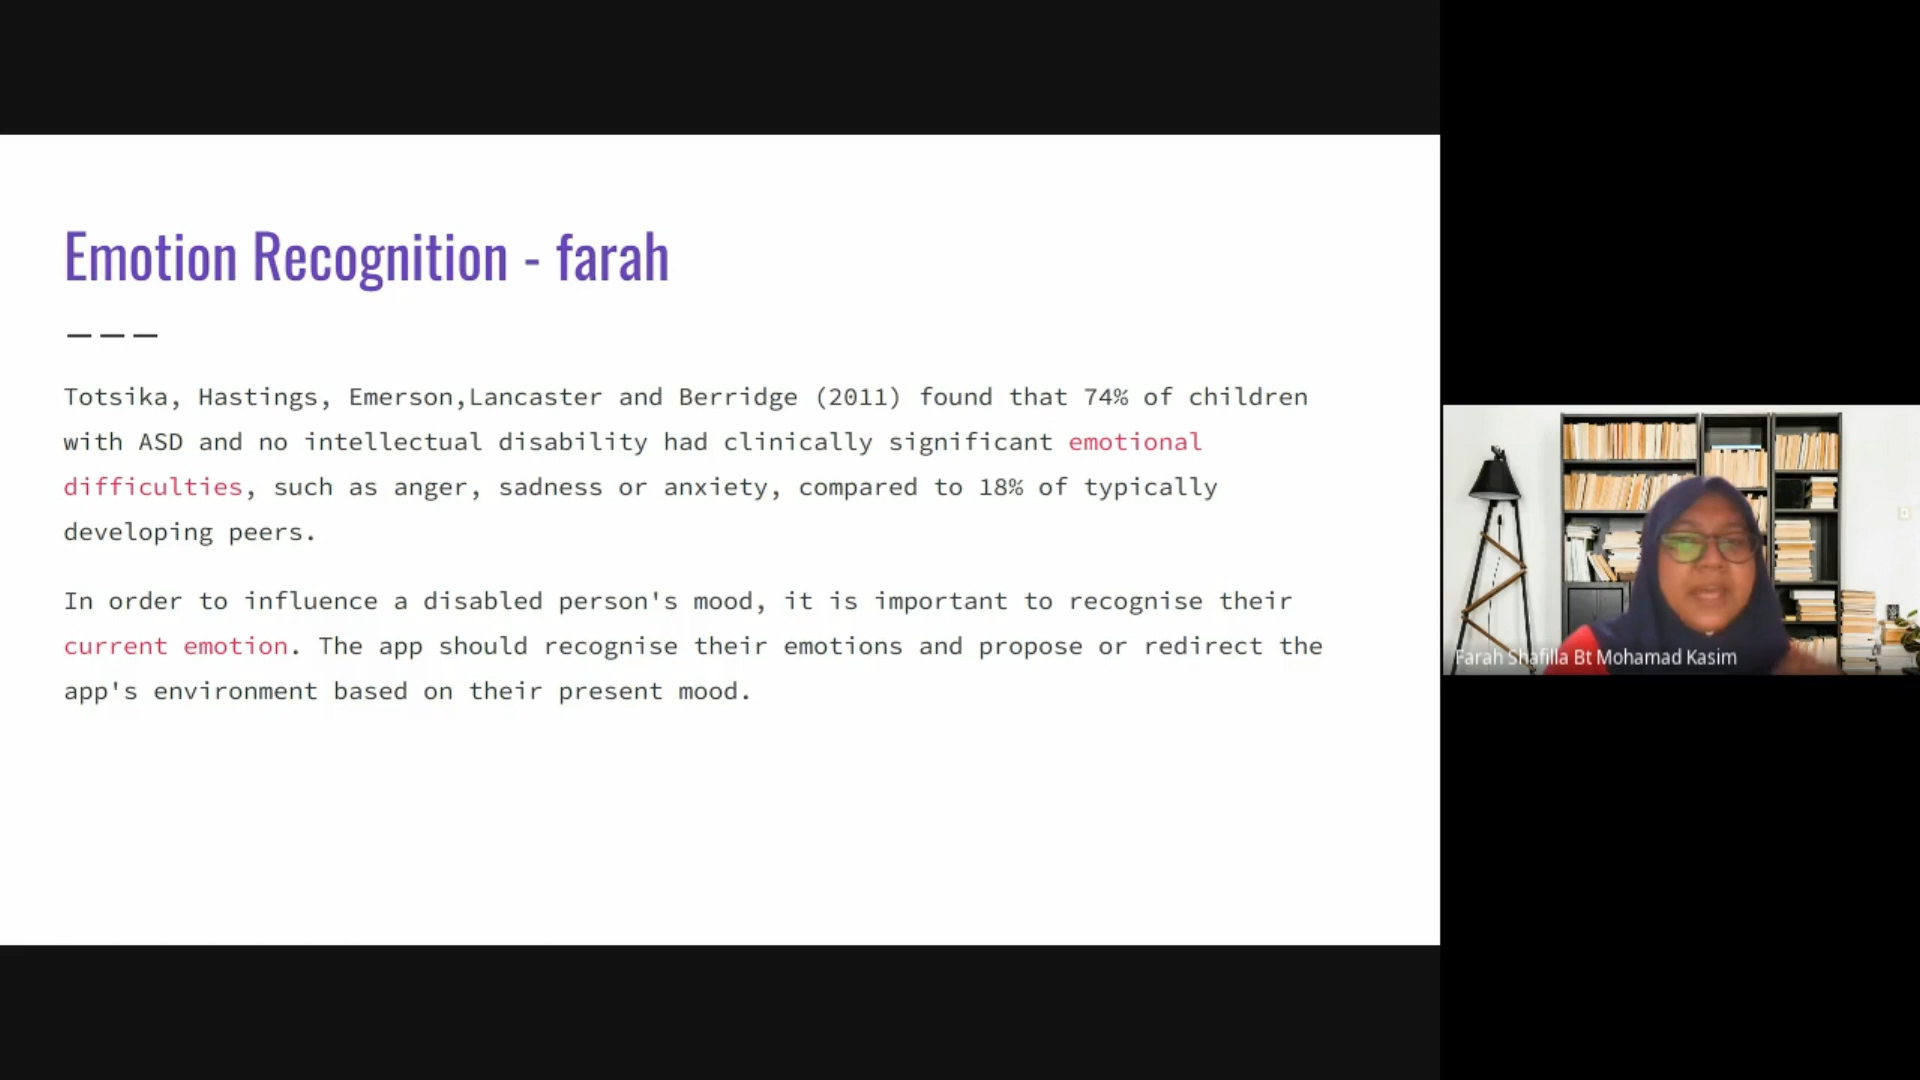 Emotion Recognition - farah
Totsika, Hastings, Emerson,Lancaster and Berridge (2011) found that 74% of children
with ASD and no intellectual disability had clinically significant emotional
difficulties, such as anger, sadness or anxiety, compared to 18% of typically
developing peers.
In order to influence a disabled person's mood, it is important to recognise their
current emotion. The app should recognise their emotions and propose or redirect the
app's environment based on their present mood.
Farah Shafilla Bt Mohamad Kasim